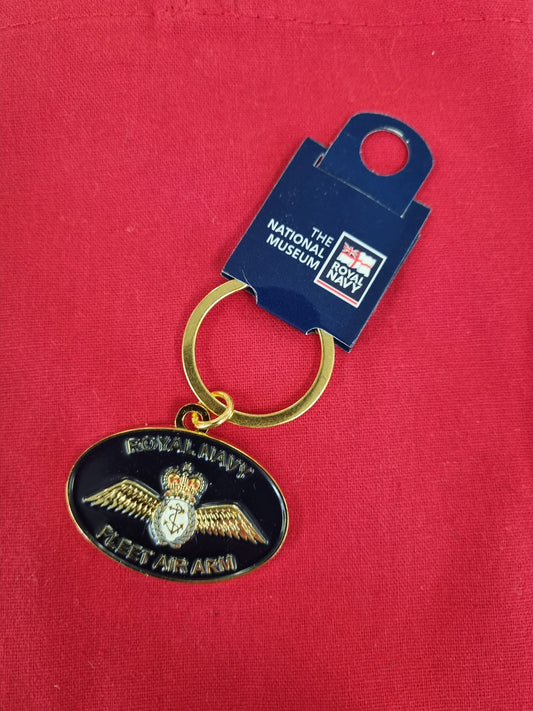 THE
NATIONAL
MUSEUM
ROYAL
NAVY
ROYAL NAVY
FLEET AIR ARM